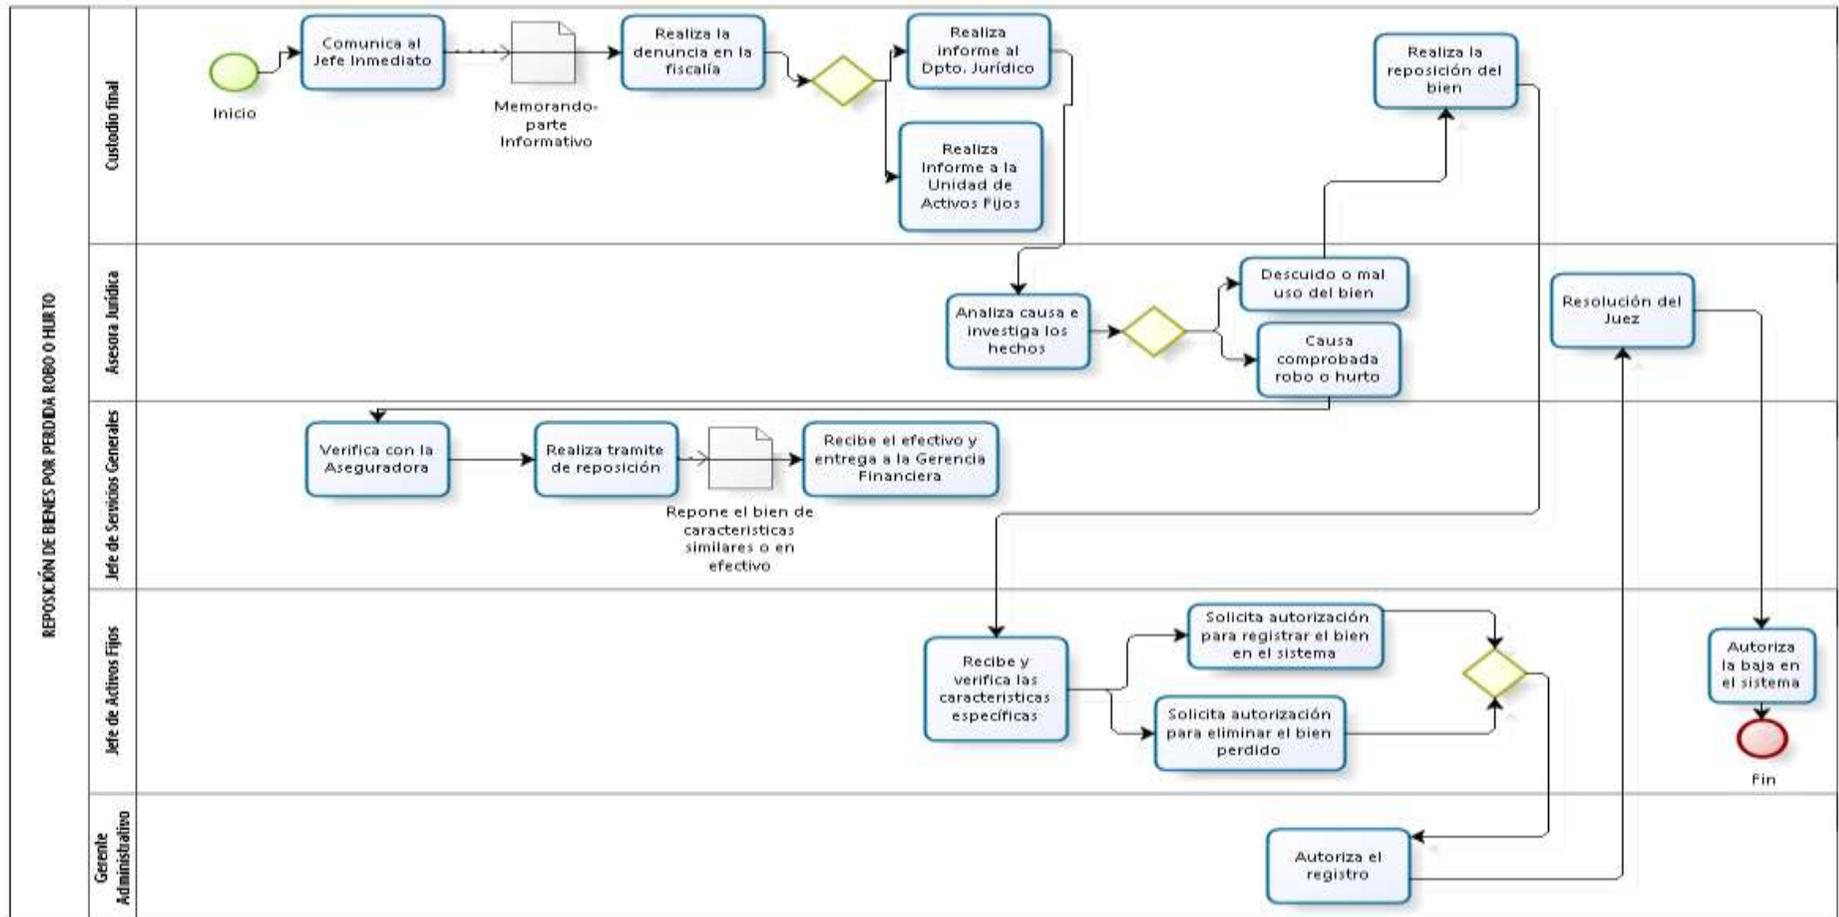 REPOSICIÓN DE BIENES POR PERDIDA ROBO O HURTO
Custodio final
Inicio
Comunica al
Jefe Inmediato
Memorando-
parte
Informativo
Realiza la
denuncia en la
fiscalía
Realiza
informe al
Dpto. Jurídico
Realiza
Informe a la
Unidad de
Activos Fijos
Realiza la
reposición del
bien
Asesora Jurídica
Analiza causa e
investiga los
hechos
Descuido o mal
uso del bien
Causa
comprobada
robo o hurto
Resolución del
Juez
Jefe de Servicios Generales
Verifica con la
Aseguradora
Realiza tramite
de reposición
Repone el bien de
caracteristicas
similares o en
efectivo
Recibe el efectivo y
entrega a la Gerencia
Financiera
Jefe de Activos Fijos
Recibe y
verifica las
caracteristicas
específicas
Solicita autorización
para registrar el bien
en el sistema
Solicita autorización
para eliminar el bien
perdido
Autoriza
la baja en
el sistema
Fin
Gerente
Administrativo
Autoriza el
registro